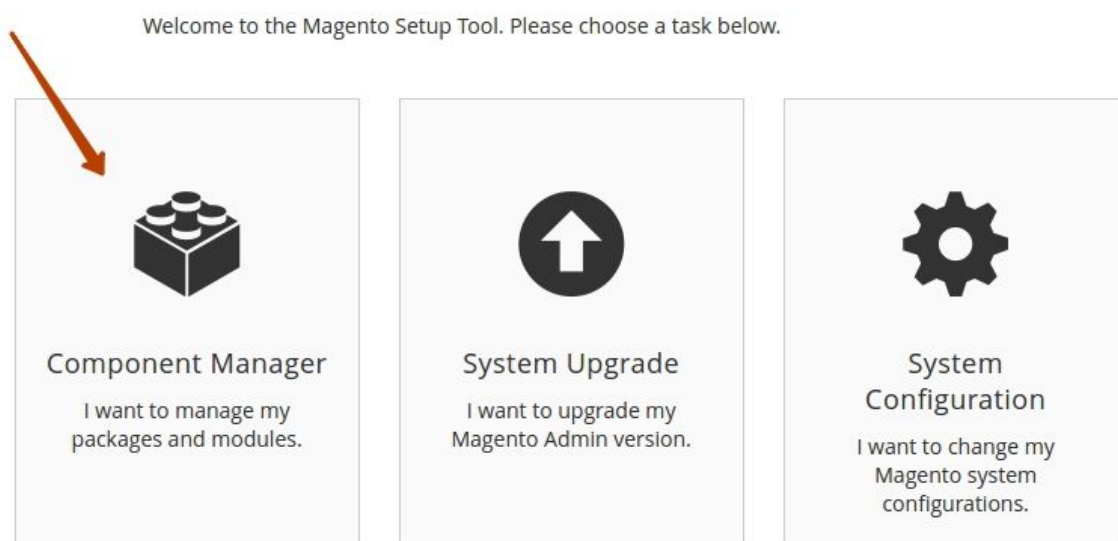 Welcome to the Magento Setup Tool. Please choose a task below.
Component Manager
I want to manage my
packages and modules.
System Upgrade
I want to upgrade my
Magento Admin version.
System
Configuration
I want to change my
Magento system
configurations.